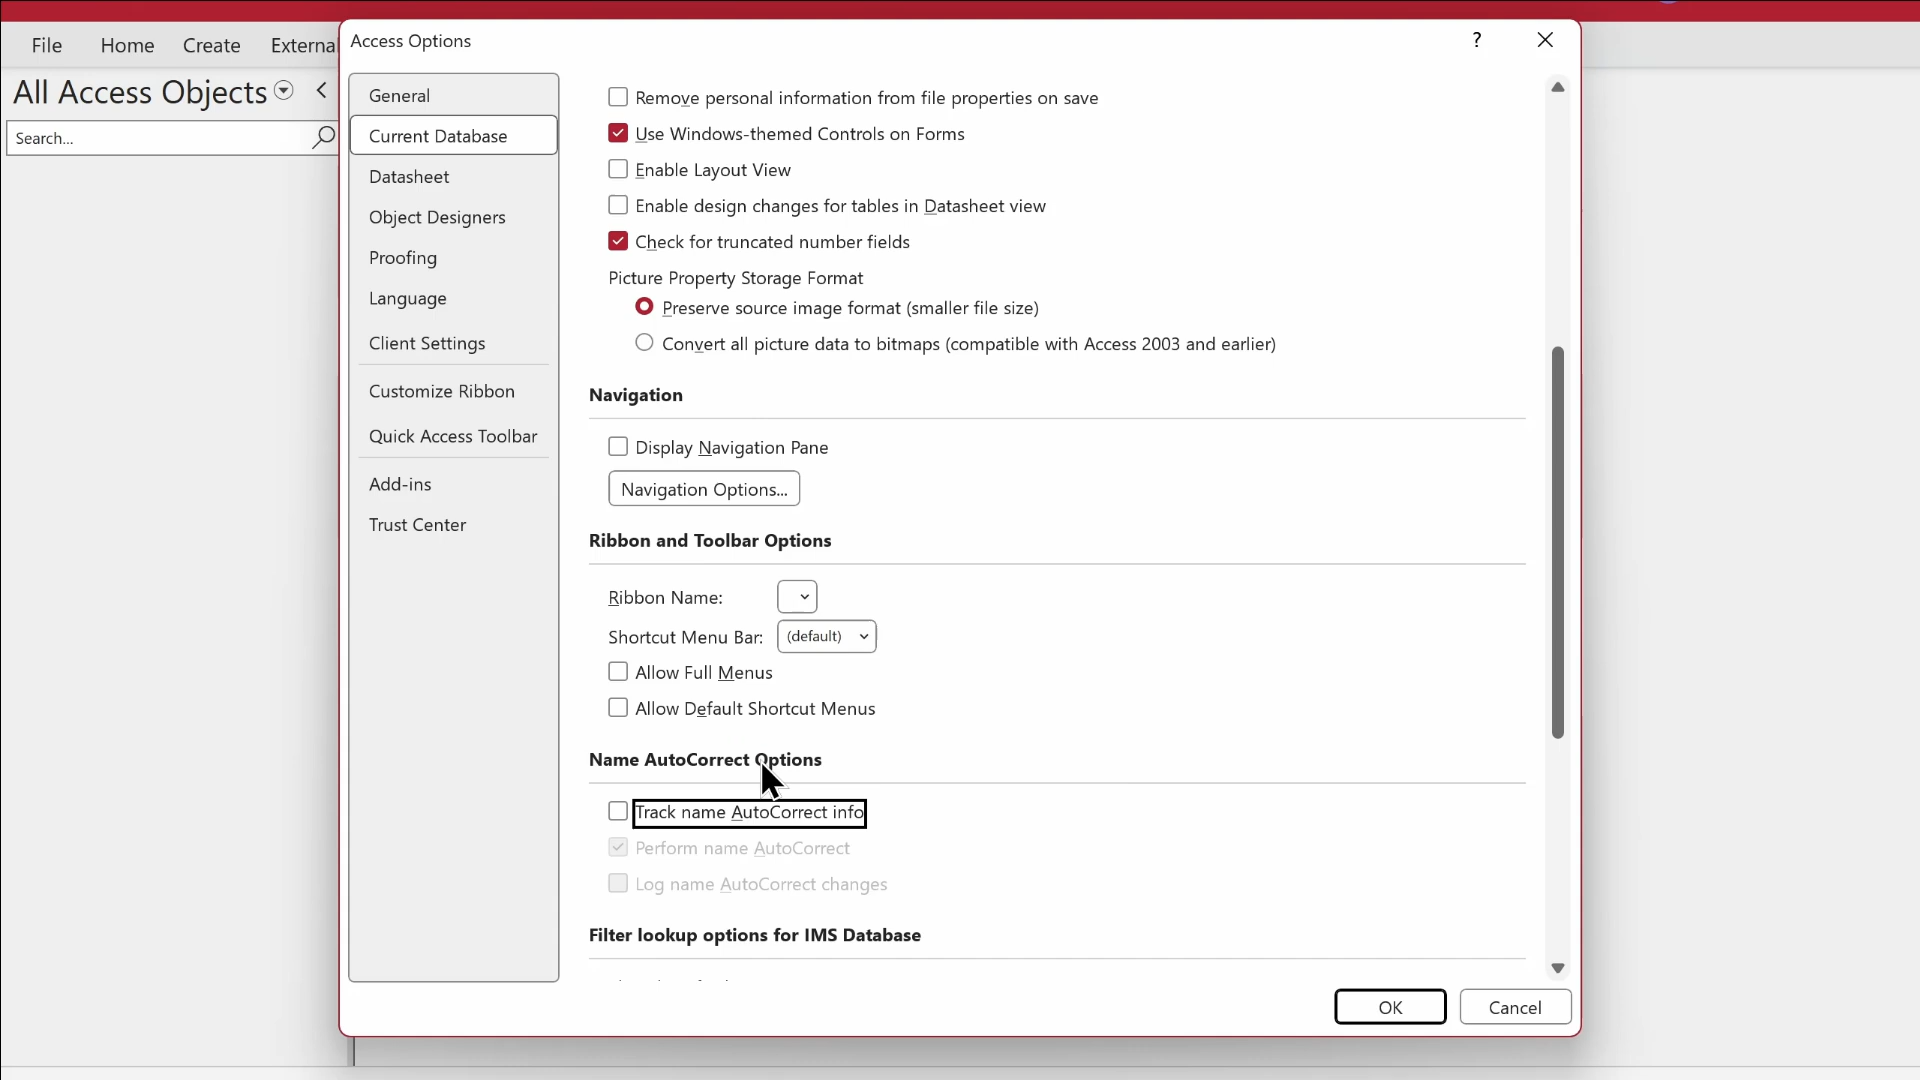 Access Options
?
File
Home
Create
External
All Access Objects
Search...
General
Current Database
Datasheet
Object Designers
Proofing
Language
Client Settings
Customize Ribbon
Quick Access Toolbar
Add-ins
Trust Center
Remove personal information from file properties on save
Use Windows-themed Controls on Forms
Enable Layout View
Enable design changes for tables in Datasheet view
Check for truncated number fields
Picture Property Storage Format
Preserve source image format (smaller file size)
Convert all picture data to bitmaps (compatible with Access 2003 and earlier)
Navigation
Display Navigation Pane
Navigation Options...
Ribbon and Toolbar Options
Ribbon Name:
Shortcut Menu Bar: (default)
Allow Full Menus
Allow Default Shortcut Menus
Name AutoCorrect Options
Track name AutoCorrect info
Perform name AutoCorrect
Log name AutoCorrect changes
Filter lookup options for IMS Database
OK
Cancel